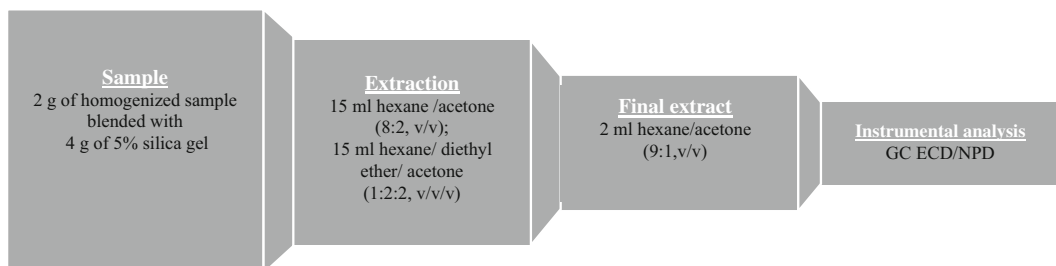 Sample
2 g of homogenized sample
blended with
4 g of 5% silica gel
Extraction
15 ml hexane /acetone
(8:2, v/v);
15 ml hexane/ diethyl
ether/ acetone
(1:2:2, v/v/v)
Final extract
2 ml hexane/acetone
(9:1,v/v)
Instrumental analysis
GC ECD/NPD